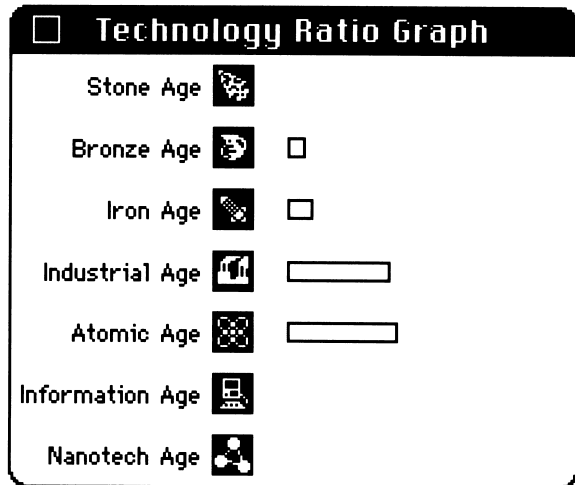 Technology Ratio Graph
Stone Age
Bronze Age
Iron Age
Industrial Age
Atomic Age
Information Age
Nanotech Age